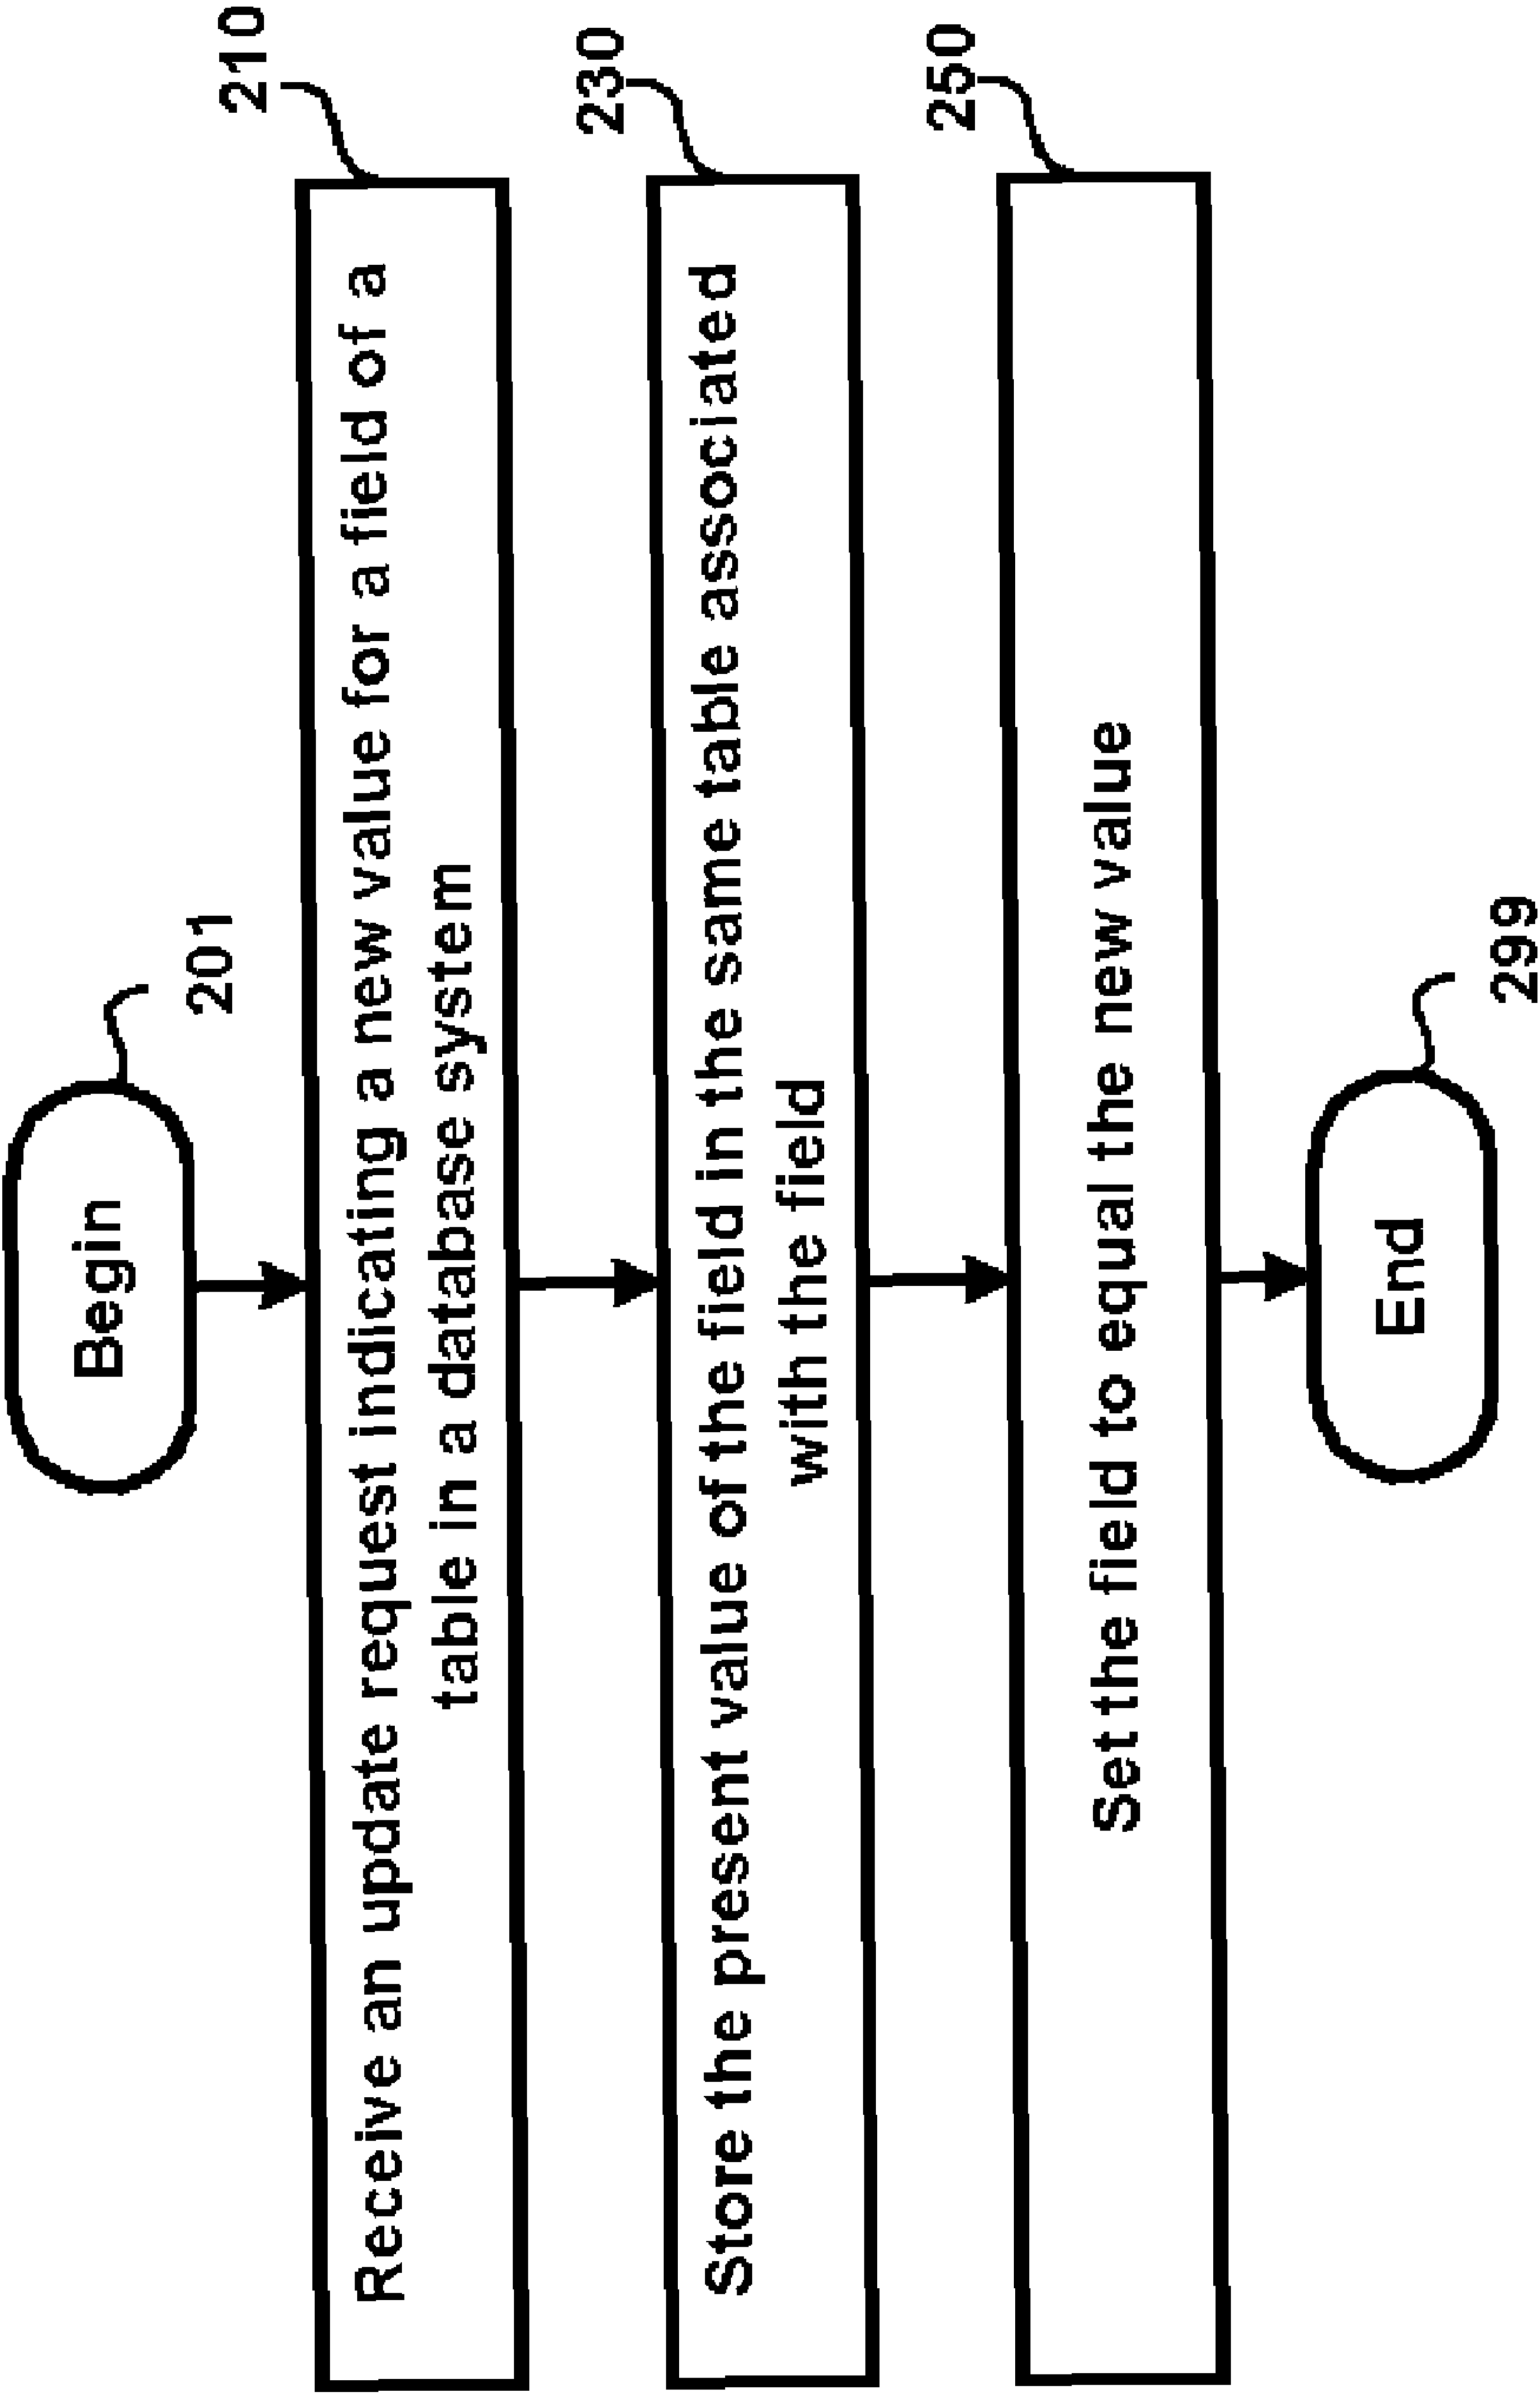 Begin
201
210
Receive an update request indicating a new value for a field of a
table in a database system
230
Store the present value of the field in the same table associated
with the field
250
Set the field to equal the new value
End
299